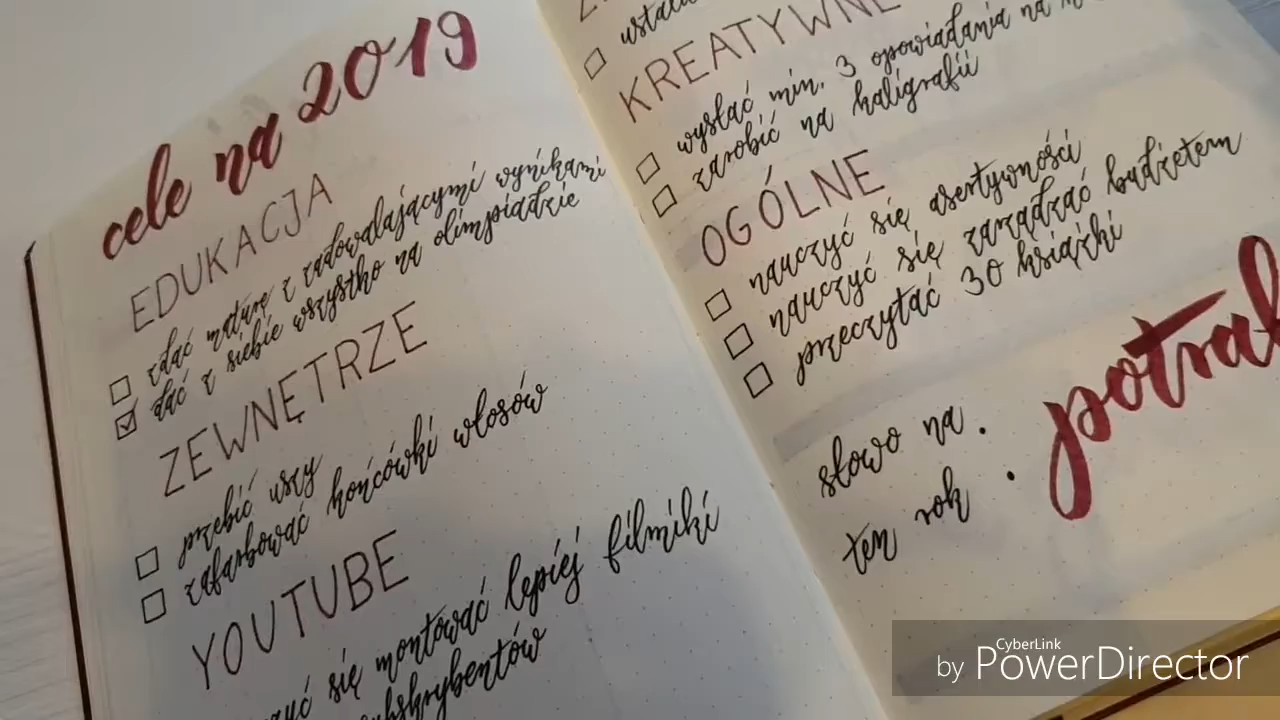 cele na 2019
EDUKACJA
☐ zdać maturę z zadowalającymi wynikami
☑ dać z siebie wszystko na olimpiadzie
ZEWNĘTRZE
☐ przebić uszy
☐ zafarbować końcówki włosów
YOUTUBE
się montować lepiej filmiki
KREATYWNE
☐ wysłać min. 3 opowiadania na
☐ zarobić na kaligrafii
OGÓLNE
☐ nauczyć się asertywności
☐ nauczyć się zarządzać budżetem
☐ przeczytać 30 książki
słowo na
ten rok :
by CyberLink PowerDirector